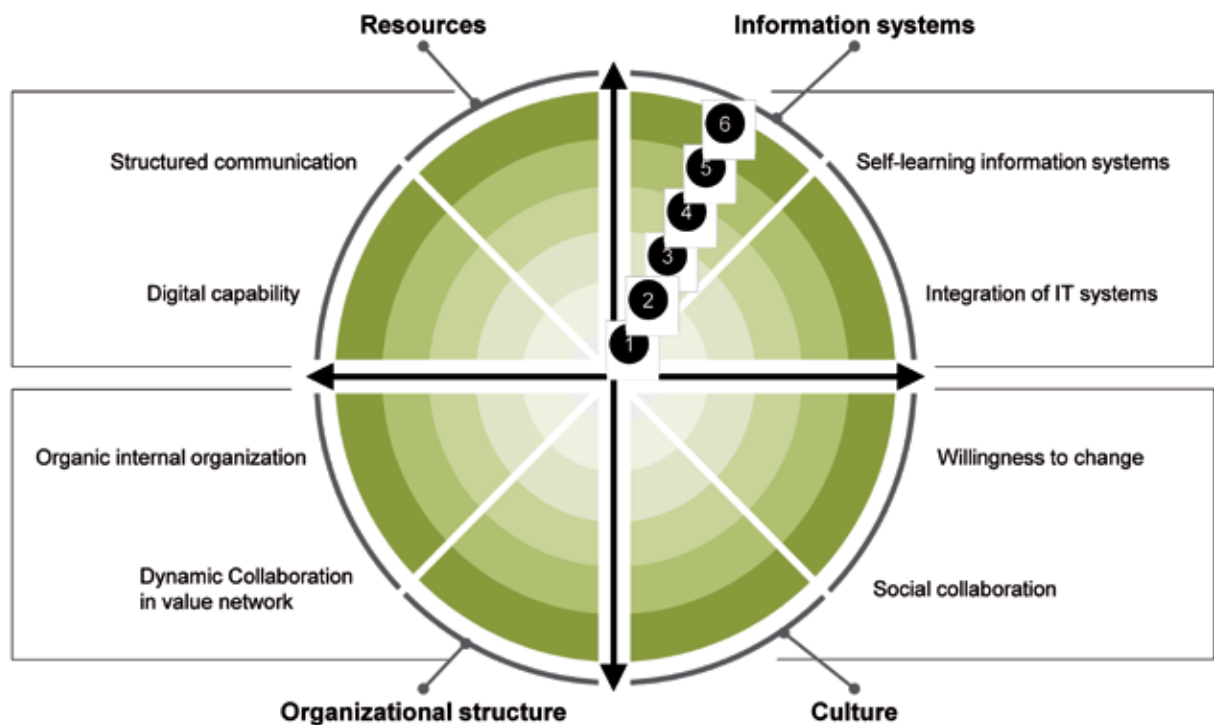 Resources
Information systems
6
Structured communication
5
Self-learning information systems
4
3
Digital capability
2
Integration of IT systems
1
Organic internal organization
Willingness to change
Dynamic Collaboration
in value network
Social collaboration
Organizational structure
Culture